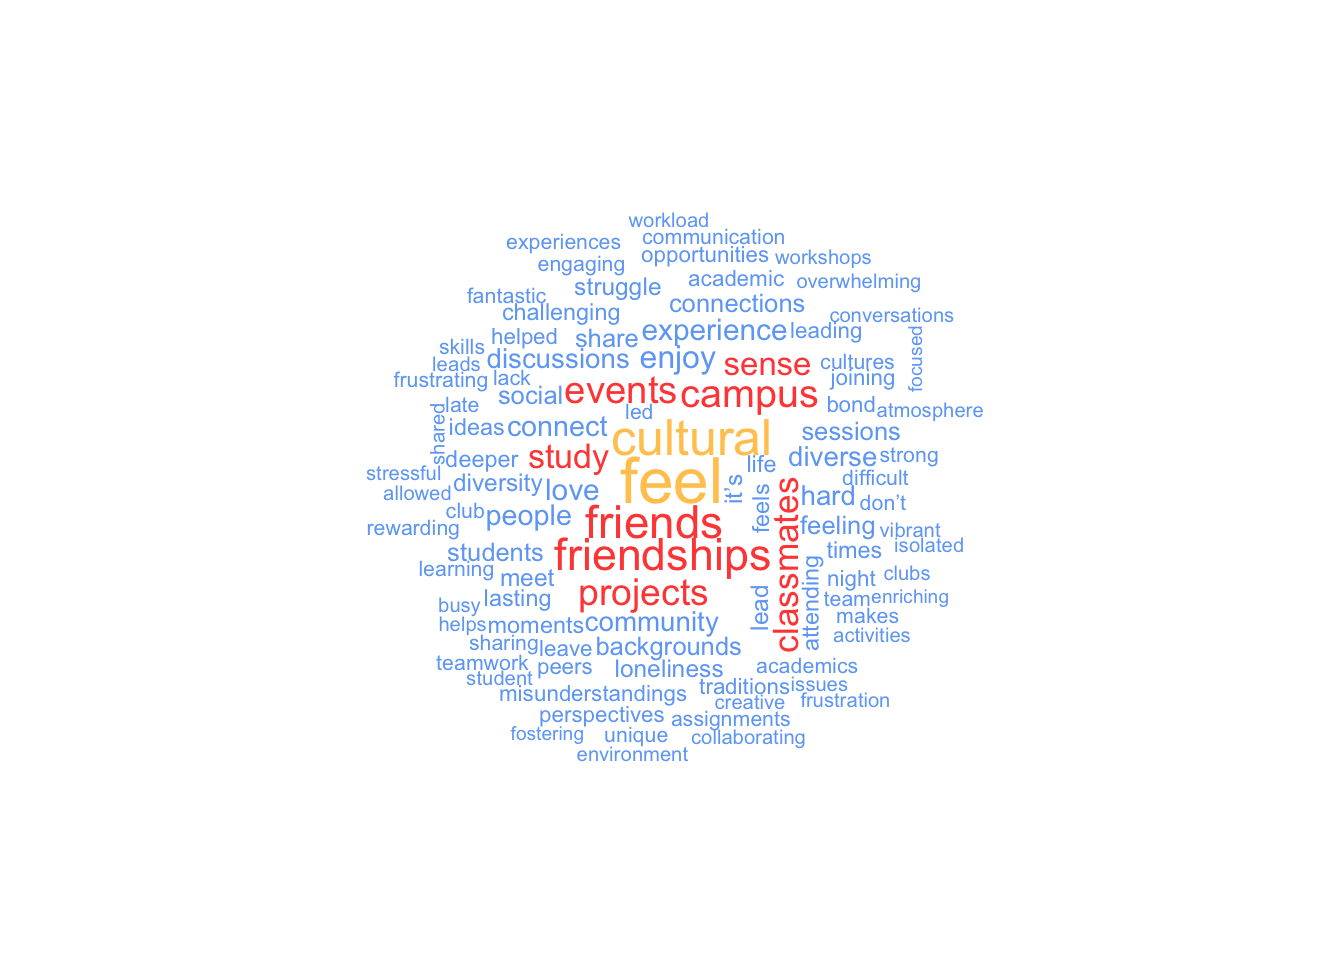 workload
communication
experiences
opportunities
workshops
engaging
academic
overwhelming
struggle
fantastic
connections
challenging
conversations
experience
leading
helped
share
skills
discussions
enjoy
sense
cultures
focused
leads
frustrating
lack
joining
social
events
campus
late
led
bond
atmosphere
shared
ideas
connect
cultural
sessions
deeper
study
life
diverse
strong
stressful
diversity
love
feel
it’s
feels
hard
difficult
allowed
don’t
club
people
friends
classmates
feeling
vibrant
rewarding
students
friendships
times
isolated
learning
meet
projects
attending
night
clubs
busy
lasting
lead
team
enriching
helps
moments
community
makes
sharing
leave
backgrounds
activities
teamwork
peers
loneliness
academics
student
misunderstandings
traditions
issues
creative
frustration
perspectives
assignments
fostering
unique
collaborating
environment